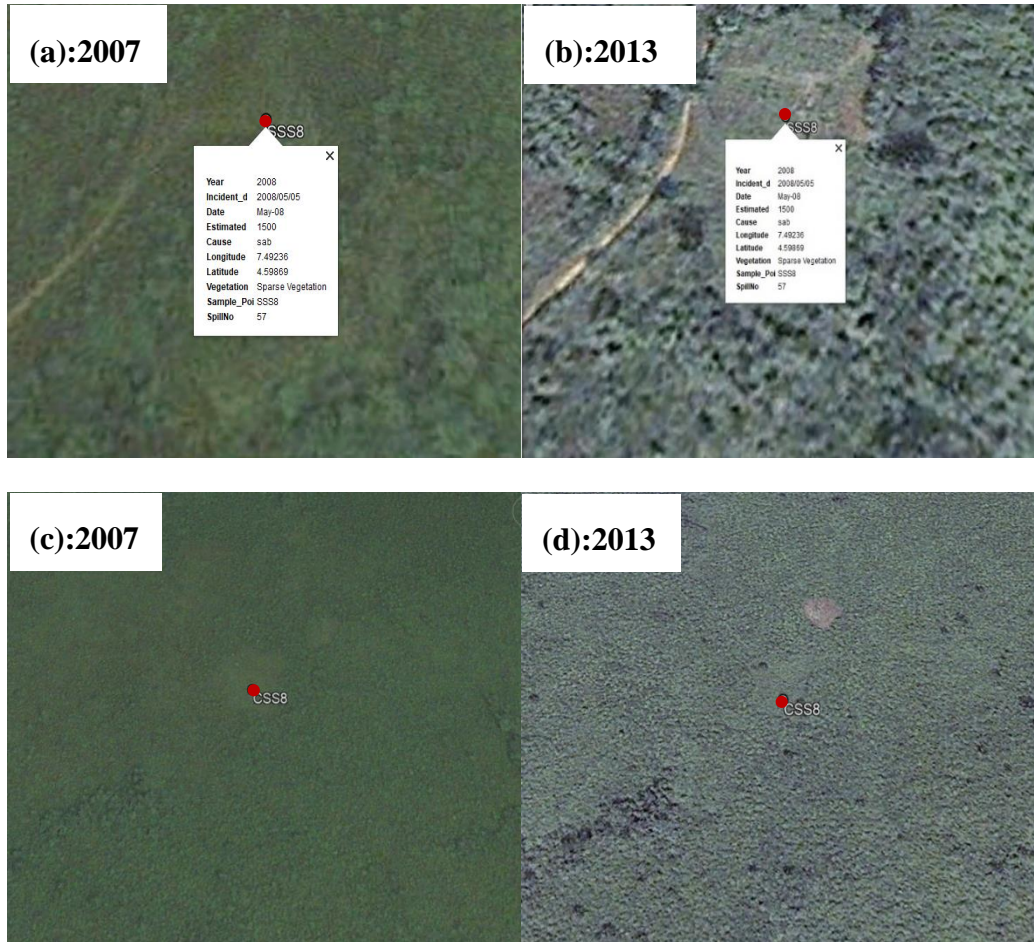 (a):2007
SSS8
×
Year 2008
Incident_d 2008/05/05
Date May-08
Estimated 1500
Cause sab
Longitude 7.49236
Latitude 4.59869
Vegetation Sparse Vegetation
Sample_Poi SSS8
SpillNo 57
(b):2013
SSS8
×
Year 2008
Incident_d 2008/05/05
Date May-08
Estimated 1500
Cause sab
Longitude 7.49236
Latitude 4.59869
Vegetation Sparse Vegetation
Sample_Poi SSS8
SpillNo 57
(c):2007
CSS8
(d):2013
CSS8